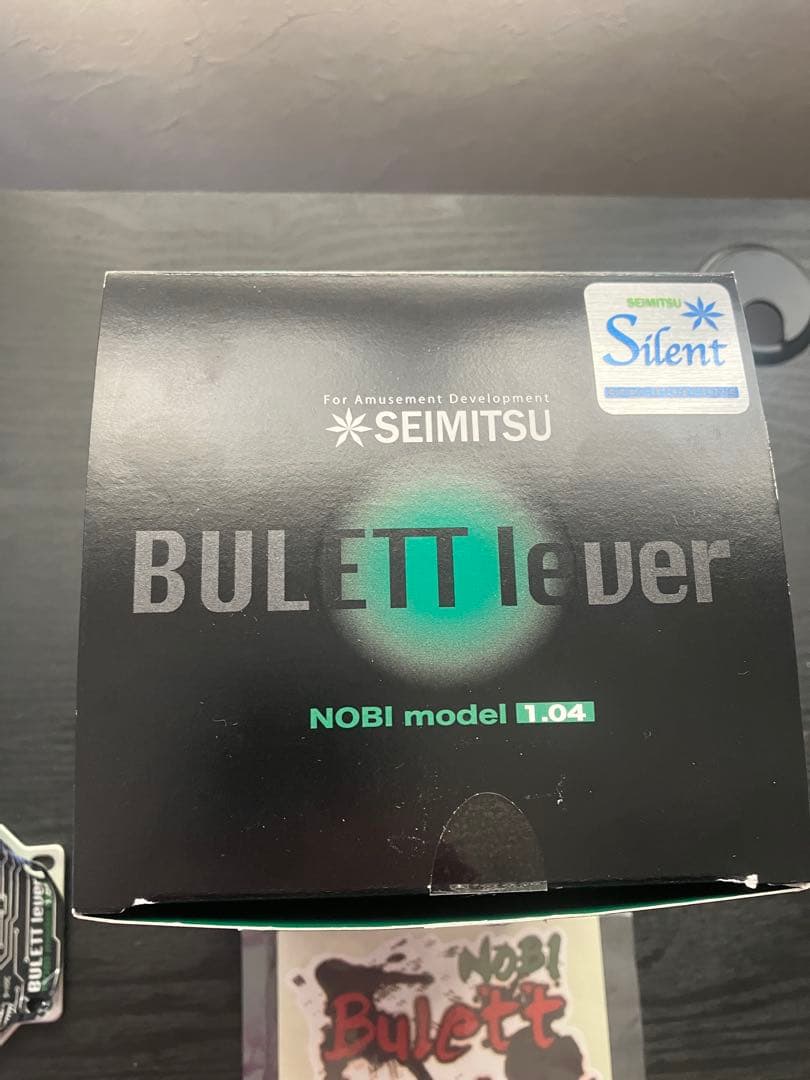 SEIMITSU
Silent
For Amusement Development
SEIMITSU
BULETT lever
NOBI model 1.04
BULETT lever
NOBI
Bulett